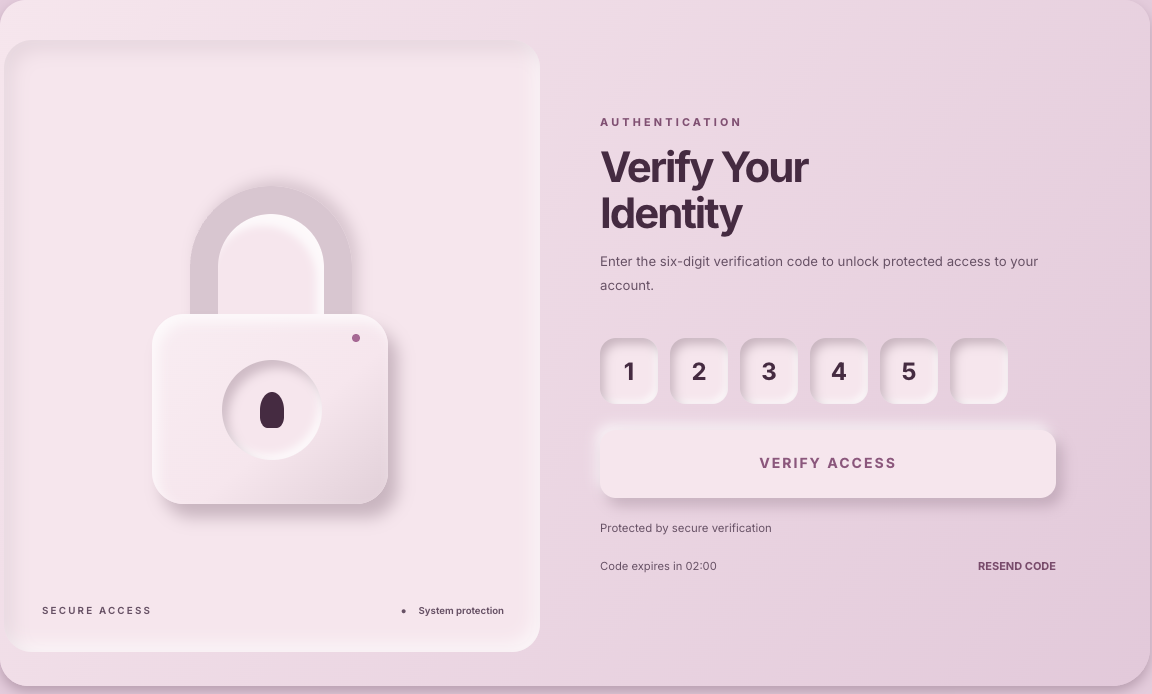 AUTHENTICATION
Verify Your
Identity
Enter the six-digit verification code to unlock protected access to your
account.
1 2 3 4 5
VERIFY ACCESS
Protected by secure verification
Code expires in 02:00
RESEND CODE
SECURE ACCESS
• System protection